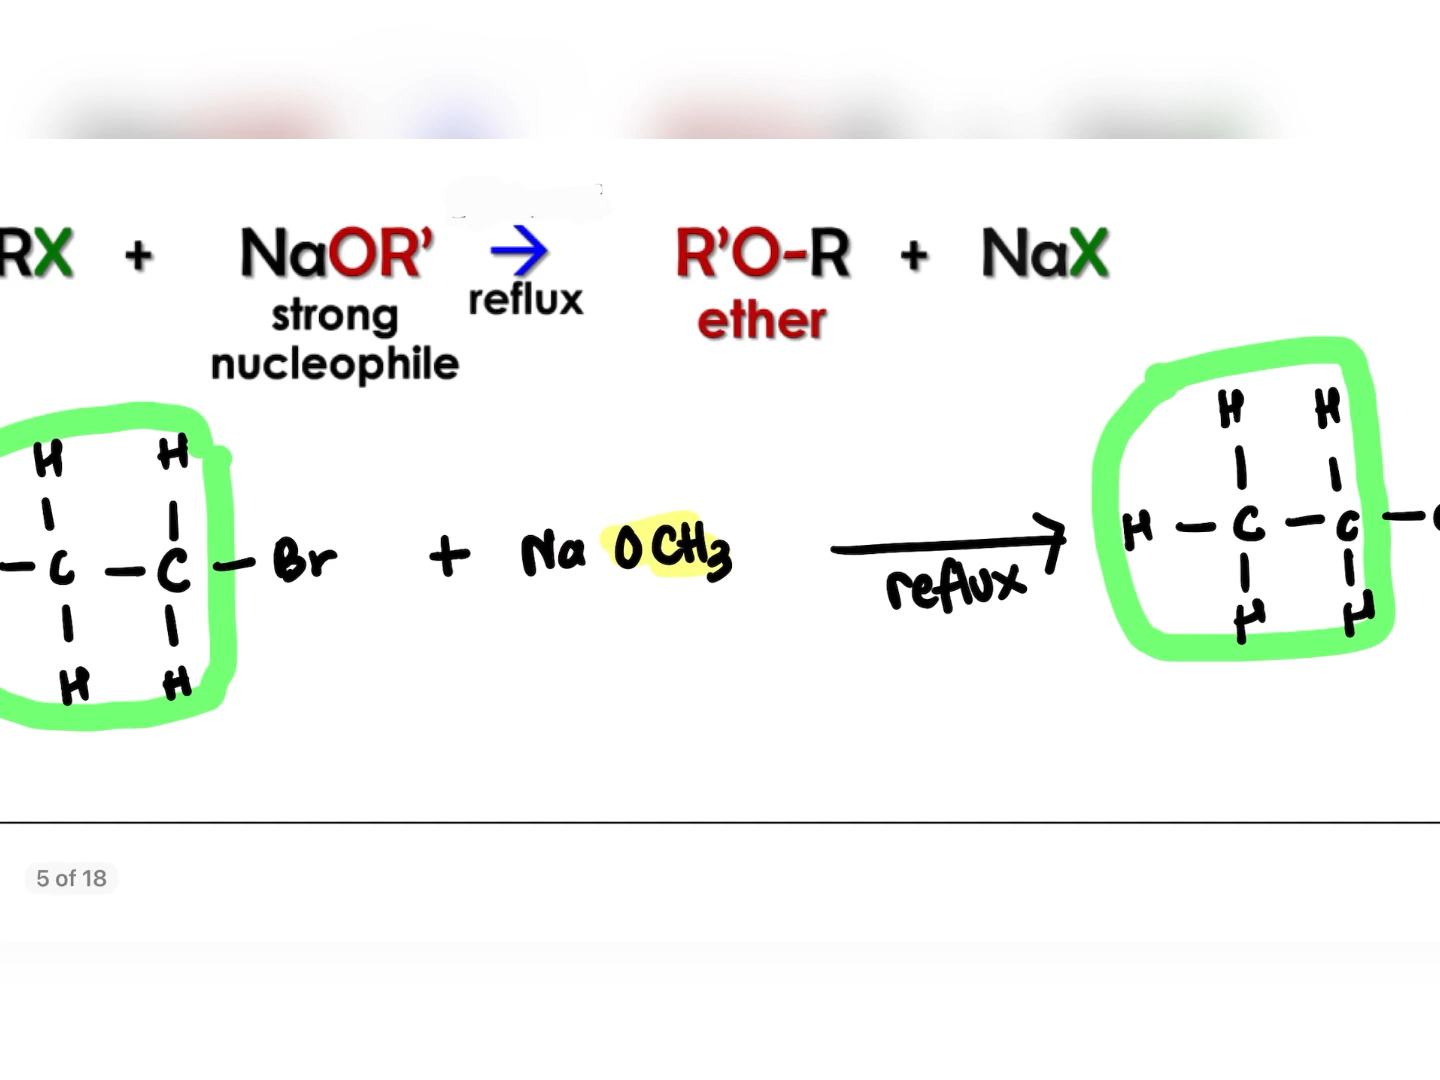 RX + NaOR’ → R’O-R + NaX
strong nucleophile
reflux
ether
H H
– C – C – Br + Na OCH3 → reflux
H H
H H
H – C – C –
H H
5 of 18